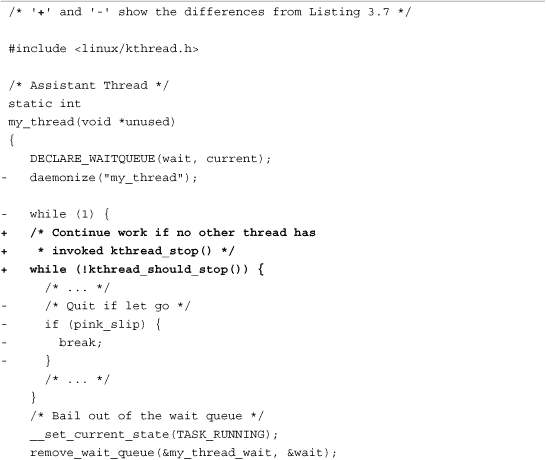 /* '+' and '-' show the differences from Listing 3.7 */

#include <linux/kthread.h>

/* Assistant Thread */
static int
my_thread(void *unused)
{
   DECLARE_WAITQUEUE(wait, current);
-  daemonize("my_thread");

-  while (1) {
+  /* Continue work if no other thread has
+   * invoked kthread_stop() */
+  while (!kthread_should_stop()) {
     /* ... */
-    /* Quit if let go */
-    if (pink_slip) {
-      break;
-    }
     /* ... */
   }
   /* Bail out of the wait queue */
   __set_current_state(TASK_RUNNING);
   remove_wait_queue(&my_thread_wait, &wait);